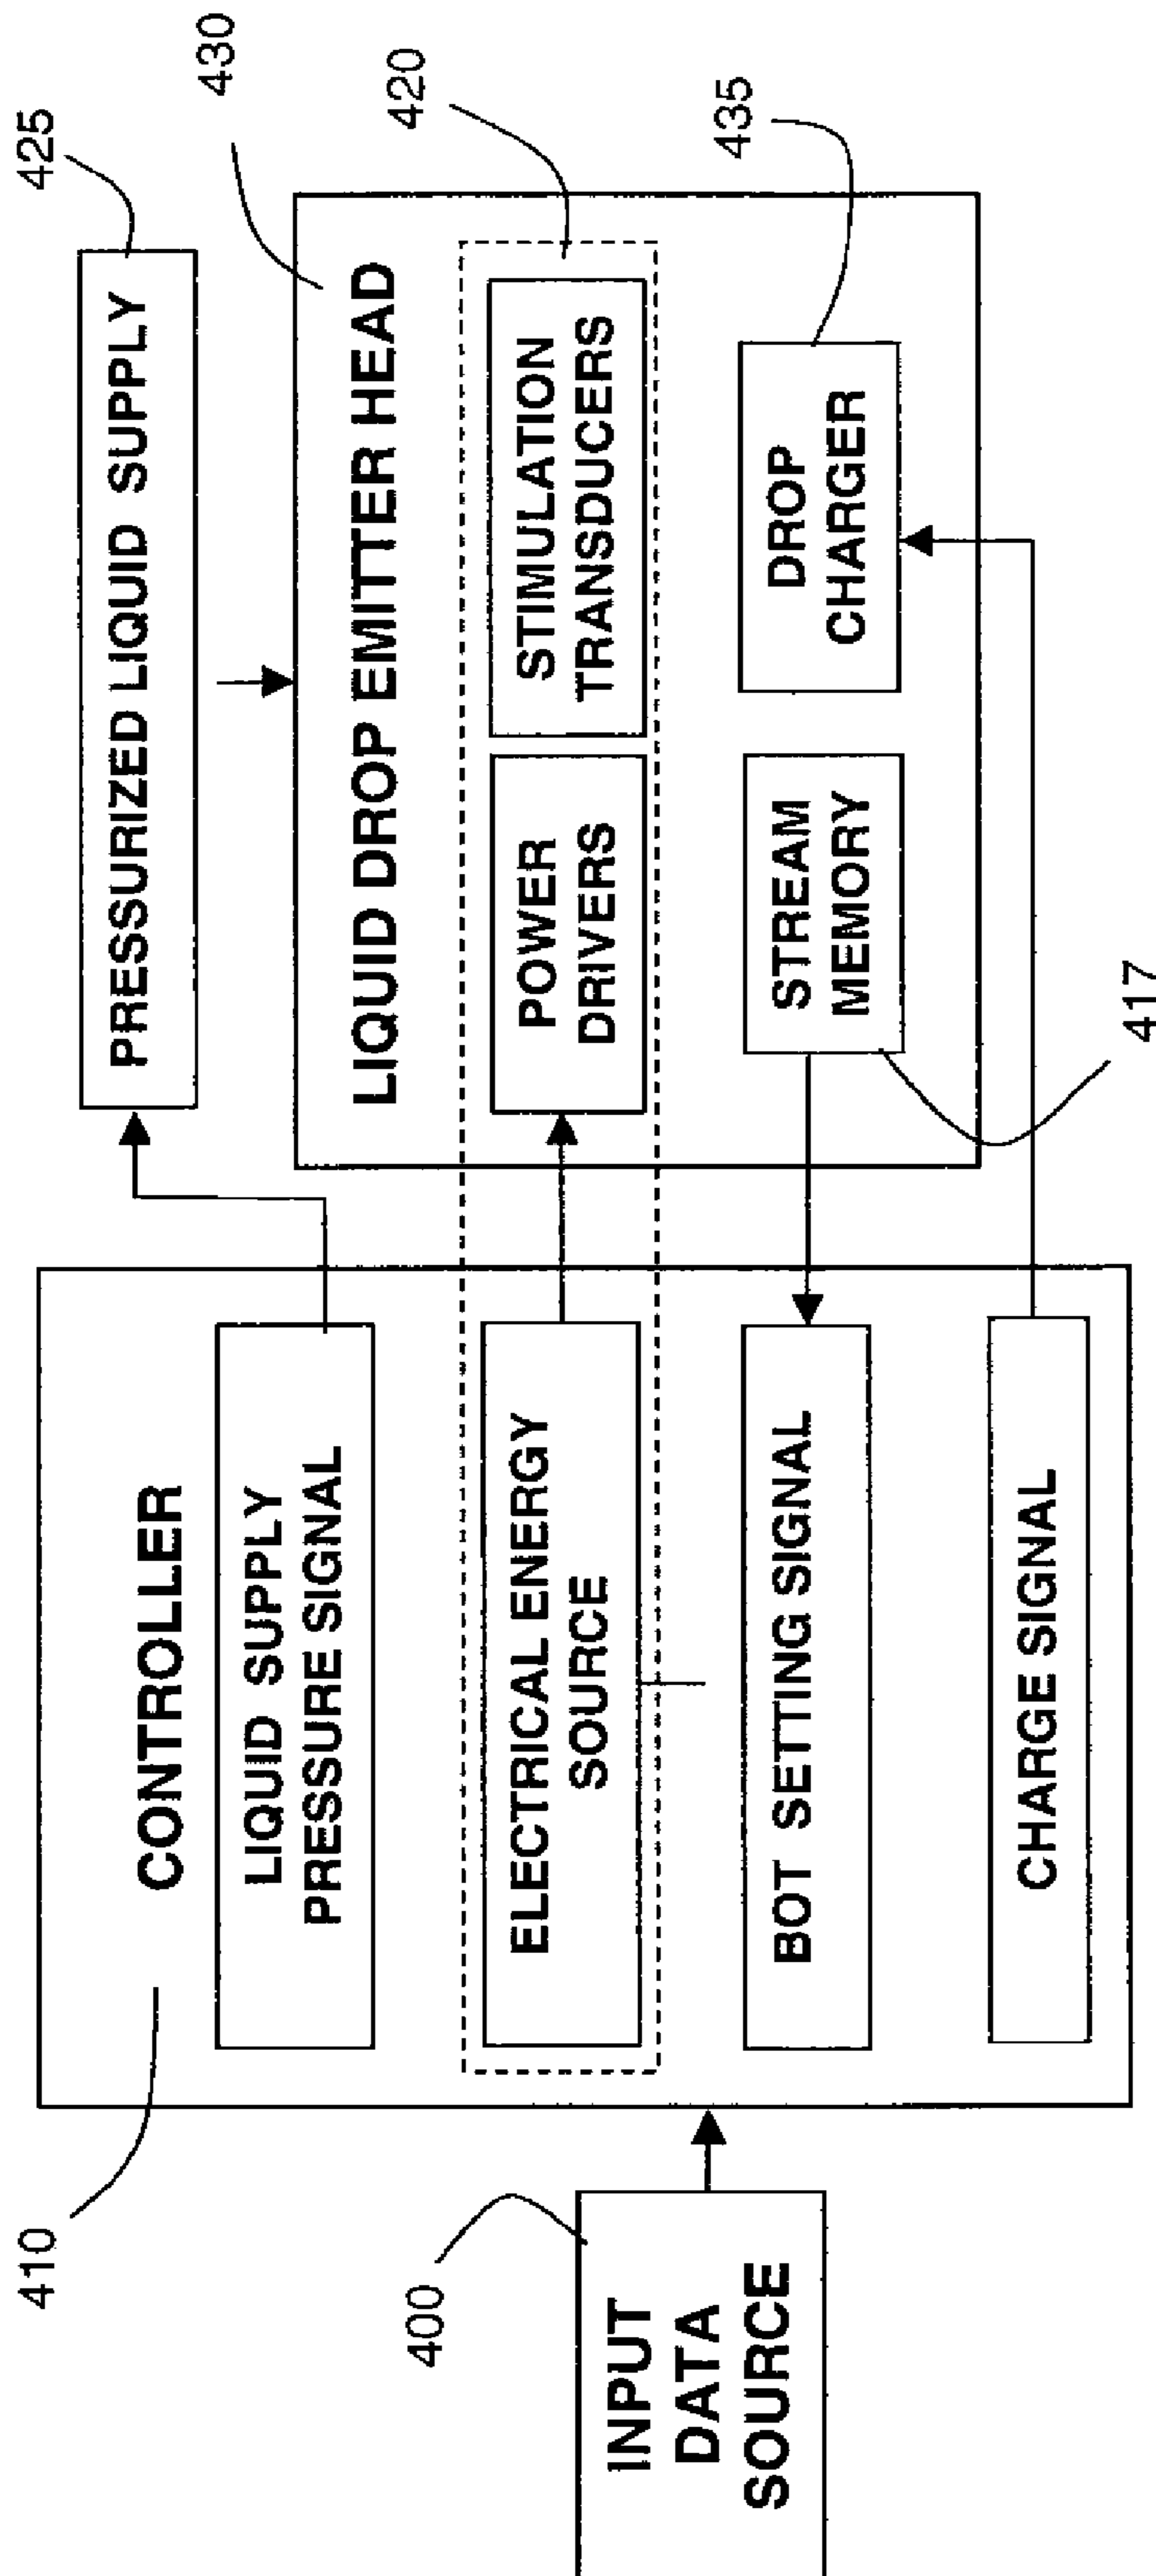 425
PRESSURIZED LIQUID SUPPLY
430
LIQUID DROP EMITTER HEAD
420
POWER
DRIVERS
STIMULATION
TRANSDUCERS
435
STREAM
MEMORY
DROP
CHARGER
417
410
CONTROLLER
LIQUID SUPPLY
PRESSURE SIGNAL
ELECTRICAL ENERGY
SOURCE
BOT SETTING SIGNAL
CHARGE SIGNAL
400
INPUT
DATA
SOURCE